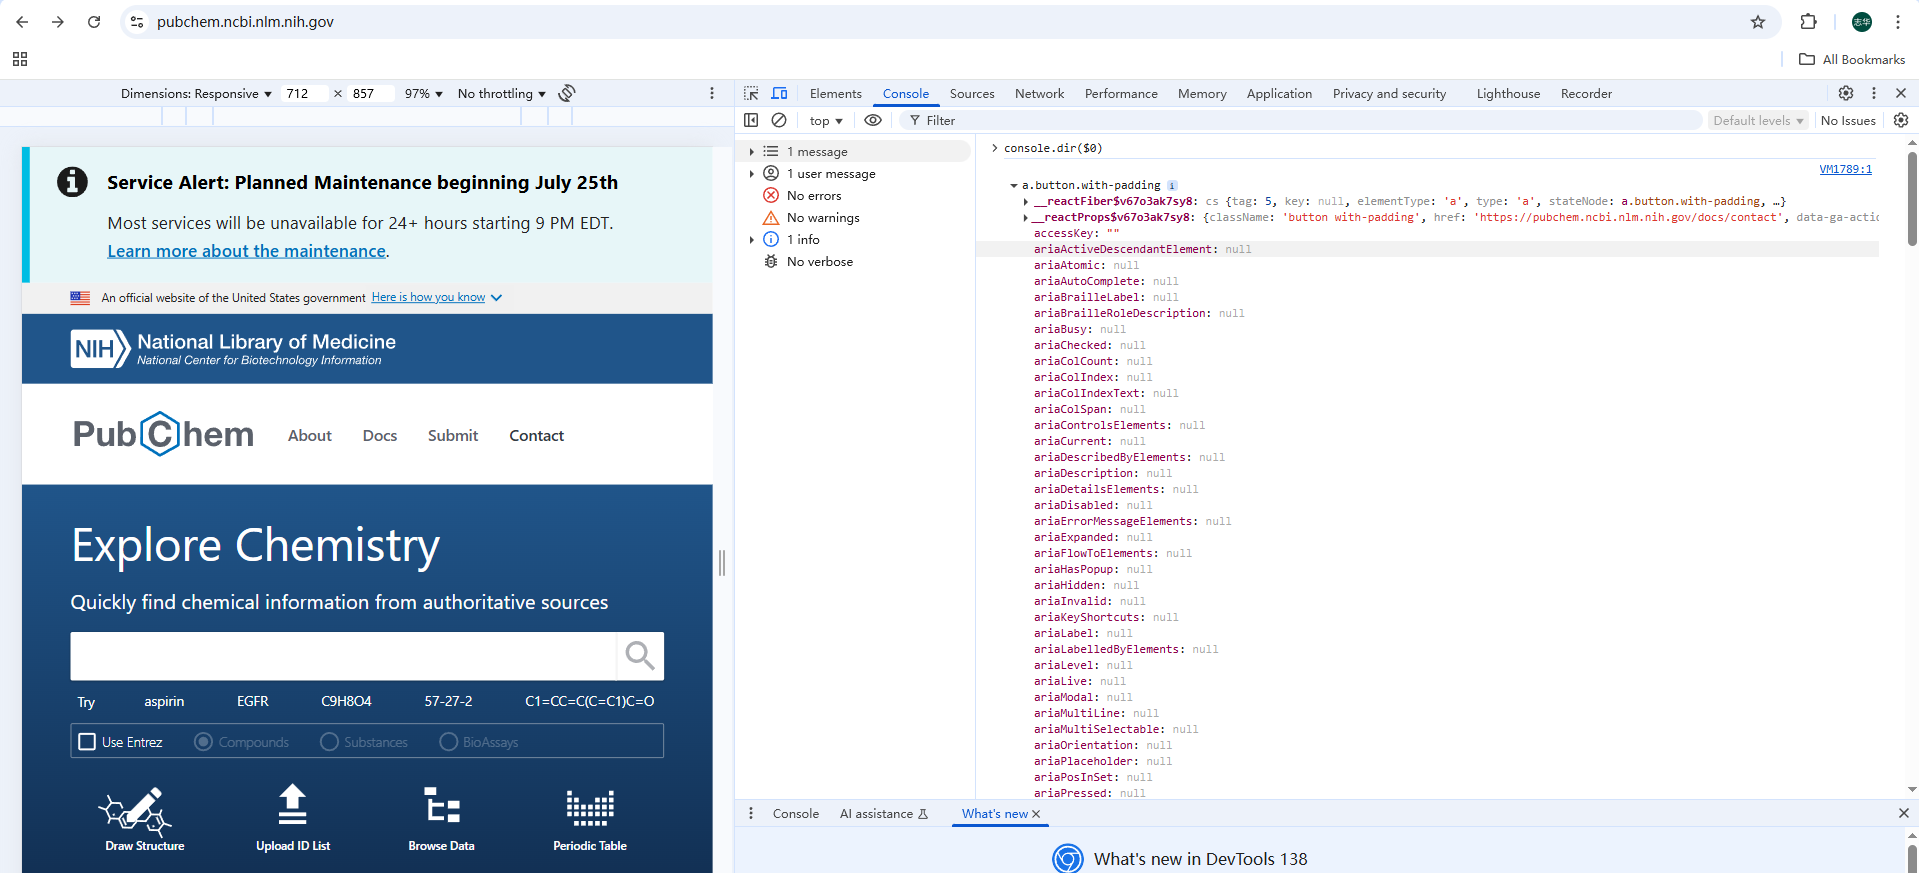 pubchem.ncbi.nlm.nih.gov
志华
All Bookmarks
Dimensions: Responsive ▼ 712 × 857 97% ▼ No throttling ▼
Service Alert: Planned Maintenance beginning July 25th
Most services will be unavailable for 24+ hours starting 9 PM EDT.
Learn more about the maintenance.
An official website of the United States government Here is how you know
NIH National Library of Medicine
National Center for Biotechnology Information
PubChem About Docs Submit Contact
Explore Chemistry
Quickly find chemical information from authoritative sources
Try aspirin EGFR C9H8O4 57-27-2 C1=CC=C(C=C1)C=O
Use Entrez Compounds Substances BioAssays
Draw Structure Upload ID List Browse Data Periodic Table
Elements Console Sources Network Performance Memory Application Privacy and security Lighthouse Recorder
top ▼ Filter Default levels ▼ No Issues
1 message
1 user message
No errors
No warnings
1 info
No verbose
> console.dir($0)
VM1789:1
a.button.with-padding i
__reactFiber$v67o3ak7sy8: cs {tag: 5, key: null, elementType: 'a', type: 'a', stateNode: a.button.with-padding, …}
__reactProps$v67o3ak7sy8: {className: 'button with-padding', href: 'https://pubchem.ncbi.nlm.nih.gov/docs/contact', data-ga-actio
accessKey: ""
ariaActiveDescendantElement: null
ariaAtomic: null
ariaAutoComplete: null
ariaBrailleLabel: null
ariaBrailleRoleDescription: null
ariaBusy: null
ariaChecked: null
ariaColCount: null
ariaColIndex: null
ariaColIndexText: null
ariaColSpan: null
ariaControlsElements: null
ariaCurrent: null
ariaDescribedByElements: null
ariaDescription: null
ariaDetailsElements: null
ariaDisabled: null
ariaErrorMessageElements: null
ariaExpanded: null
ariaFlowToElements: null
ariaHasPopup: null
ariaHidden: null
ariaInvalid: null
ariaKeyShortcuts: null
ariaLabel: null
ariaLabelledByElements: null
ariaLevel: null
ariaLive: null
ariaModal: null
ariaMultiLine: null
ariaMultiSelectable: null
ariaOrientation: null
ariaPlaceholder: null
ariaPosInSet: null
ariaPressed: null
Console AI assistance What's new
What's new in DevTools 138